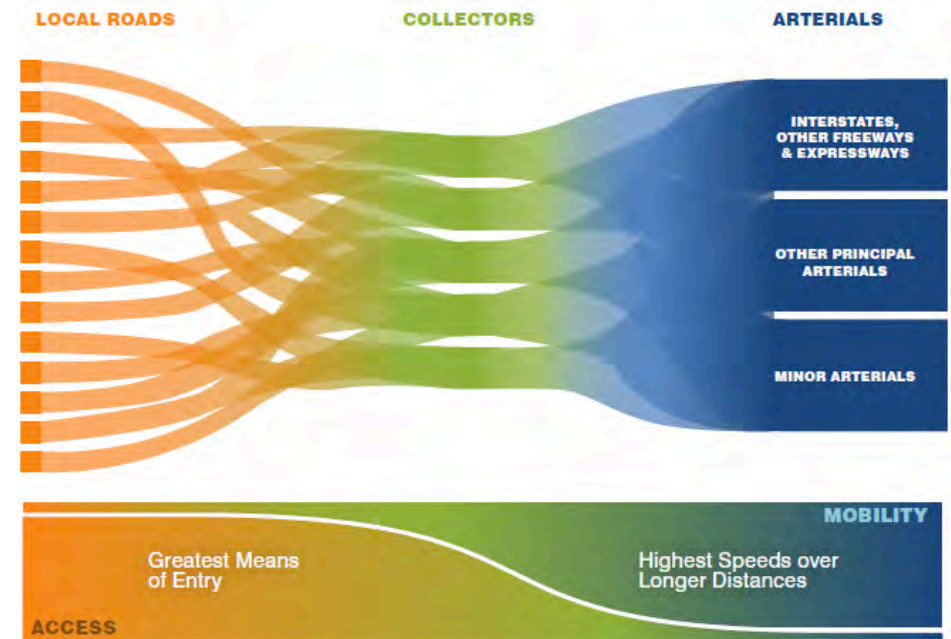 LOCAL ROADS
COLLECTORS
ARTERIALS
INTERSTATES,
OTHER FREEWAYS
& EXPRESSWAYS
OTHER PRINCIPAL
ARTERIALS
MINOR ARTERIALS
MOBILITY
Greatest Means
of Entry
Highest Speeds over
Longer Distances
ACCESS